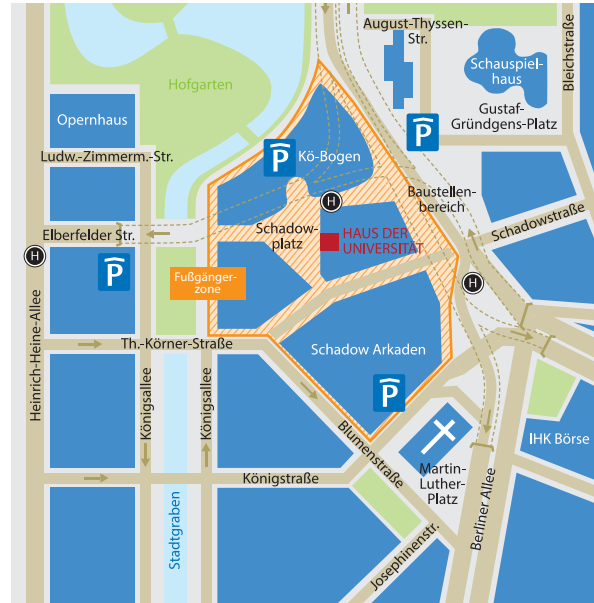 August-Thyssen-
Str.
Bleichstraße
Schauspiel-
haus
Hofgarten
Gustaf-
Gründgens-Platz
Opernhaus
P
P
Kö-Bogen
Ludw.-Zimmerm.-Str.
Baustellen-
bereich
H
Schadowstraße
Elberfelder Str.
Schadow-
platz
HAUS DER
UNIVERSITÄT
H
P
Fußgänger-
zone
H
Heinrich-Heine-Allee
Th.-Körner-Straße
Schadow Arkaden
Königsallee
Königsallee
P
Blumenstraße
IHK Börse
Martin-
Luther-
Platz
Königstraße
Stadtgraben
Berliner Allee
Josephinenstr.